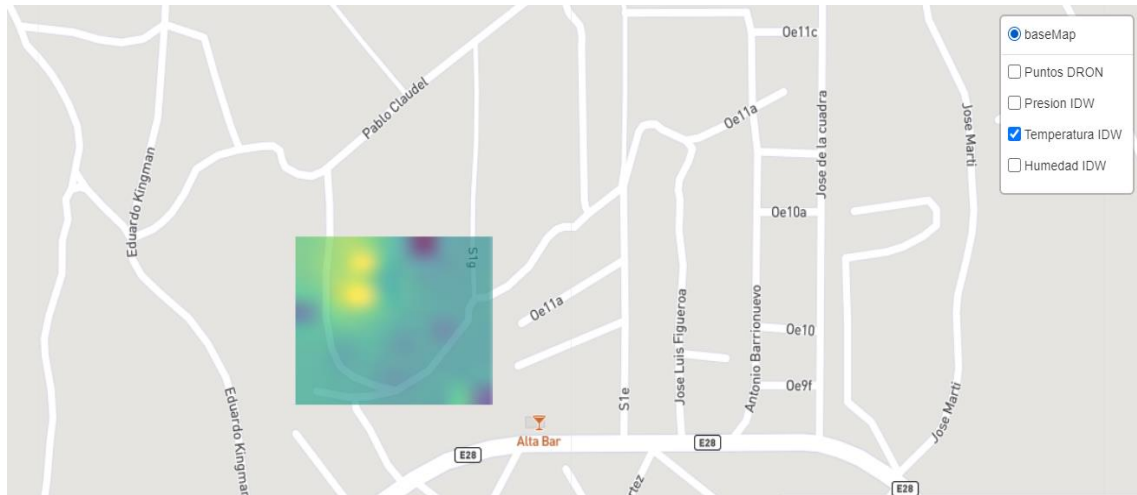 Oe11c
baseMap
Puntos DRON
Presion IDW
Temperatura IDW
Humedad IDW
Pablo Claudel
Oe11a
Jose de la cuadra
Jose Marti
Eduardo Kingman
Oe10a
S1g
Oe11a
Jose Luis Figueroa
Antonio Barrionuevo
Oe10
Oe9f
S1e
Eduardo Kingman
Jose Marti
Alta Bar
E28
E28
E28
rtez